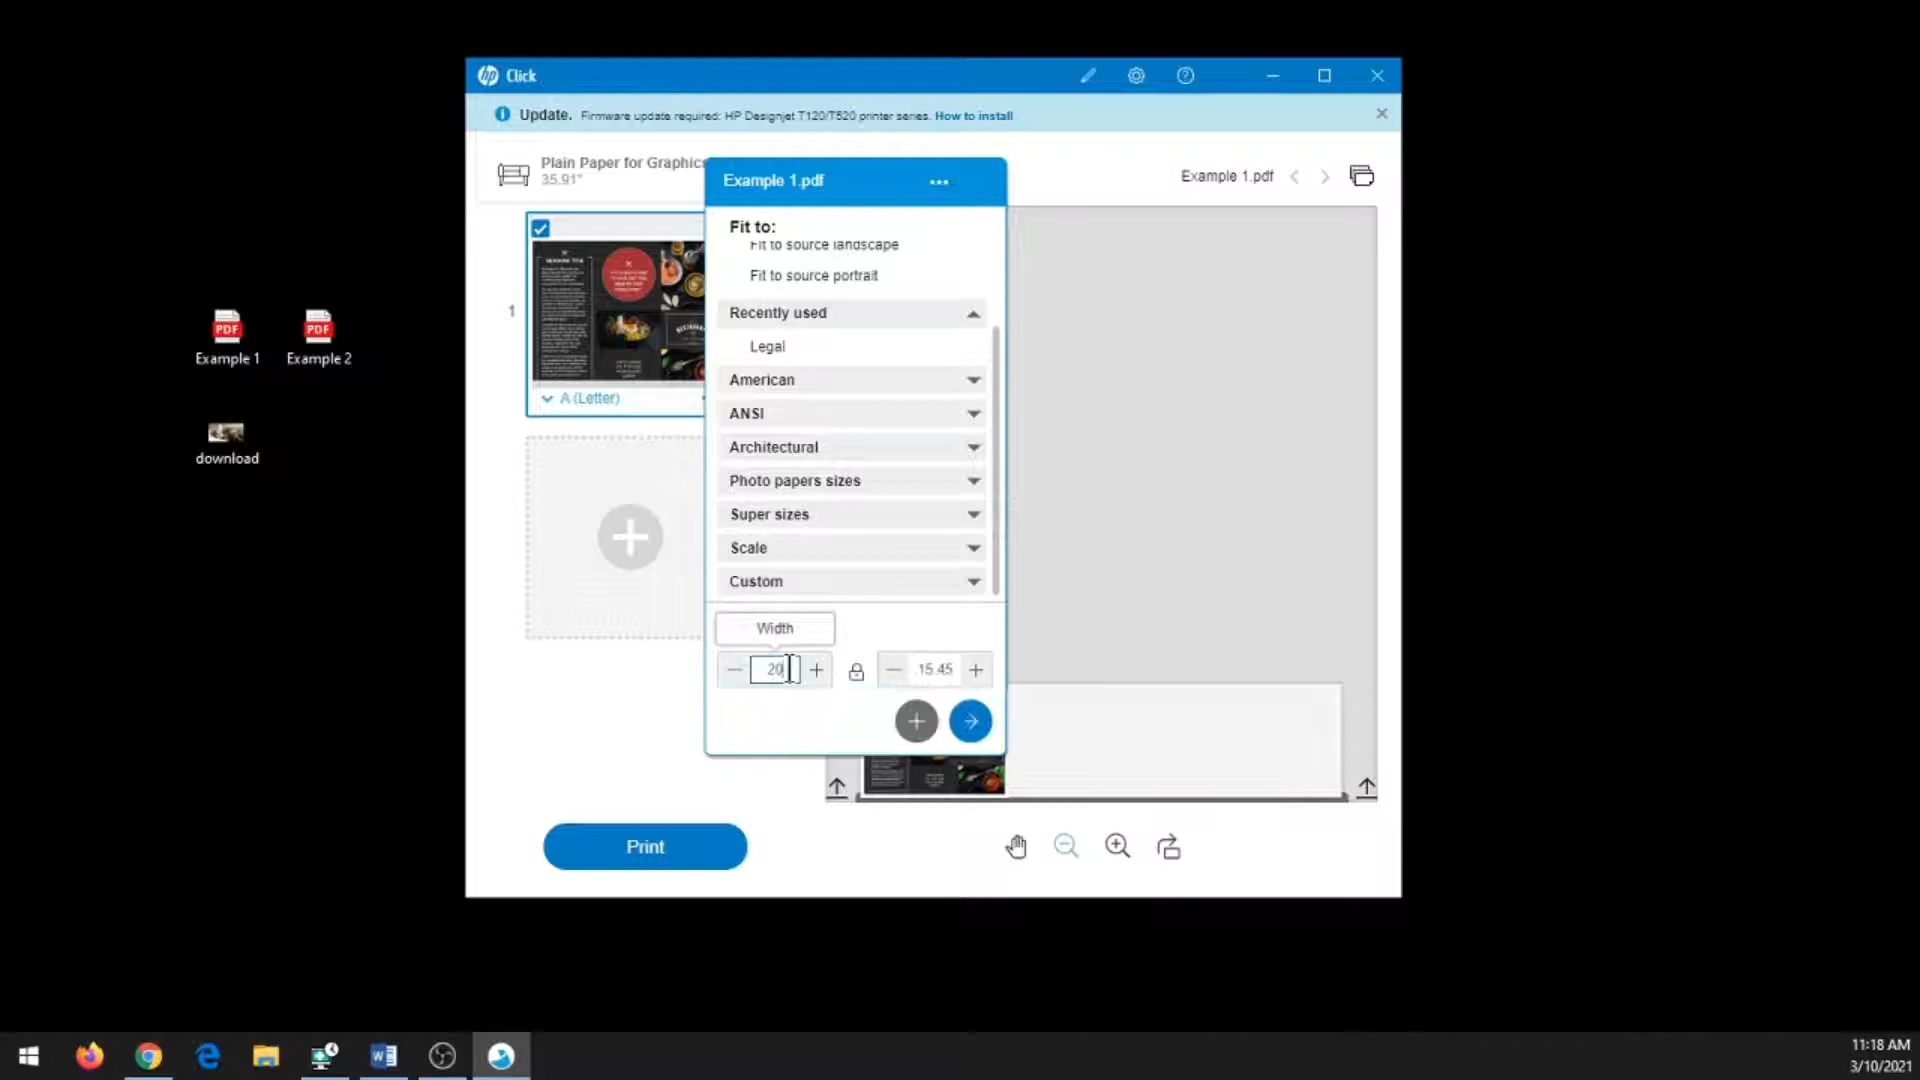 hp Click
Update. Firmware update required: HP Designjet T120/T520 printer series. How to install
Plain Paper for Graphics
35.91"
Example 1.pdf
Example 1.pdf
Fit to:
Fit to source landscape
Fit to source portrait
Recently used
Legal
American
ANSI
Architectural
Photo papers sizes
Super sizes
Scale
Custom
Width
20
15.45
1
A (Letter)
Print
PDF
Example 1
PDF
Example 2
download
11:18 AM
3/10/2021